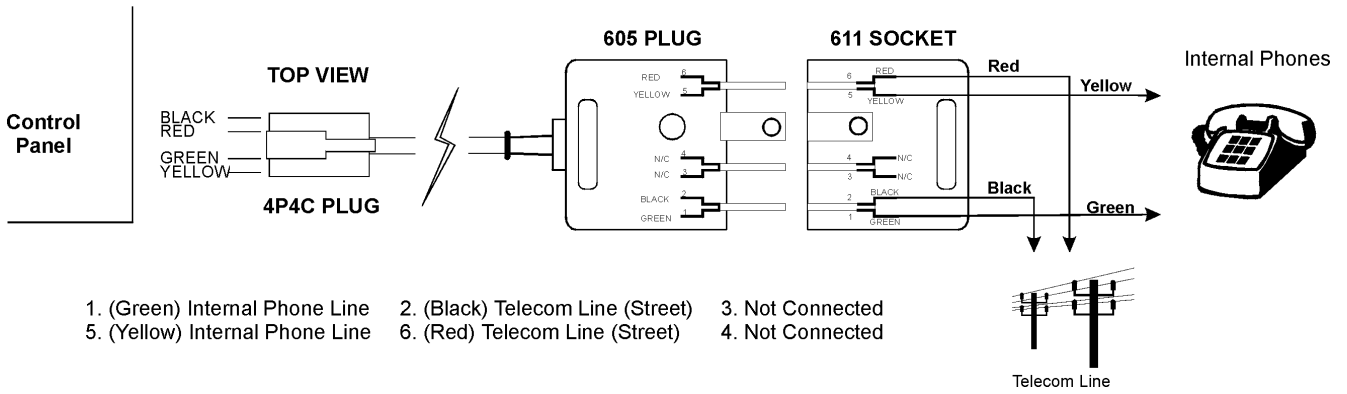 605 PLUG
611 SOCKET
Internal Phones
TOP VIEW
Control
Panel
BLACK
RED
GREEN
YELLOW
4P4C PLUG
RED
6
YELLOW
5
N/C
4
N/C
3
BLACK
2
GREEN
1
6
RED
5
YELLOW
4
N/C
3
N/C
2
BLACK
1
GREEN
Red
Yellow
Black
Green
1. (Green) Internal Phone Line 2. (Black) Telecom Line (Street) 3. Not Connected
5. (Yellow) Internal Phone Line 6. (Red) Telecom Line (Street) 4. Not Connected
Telecom Line